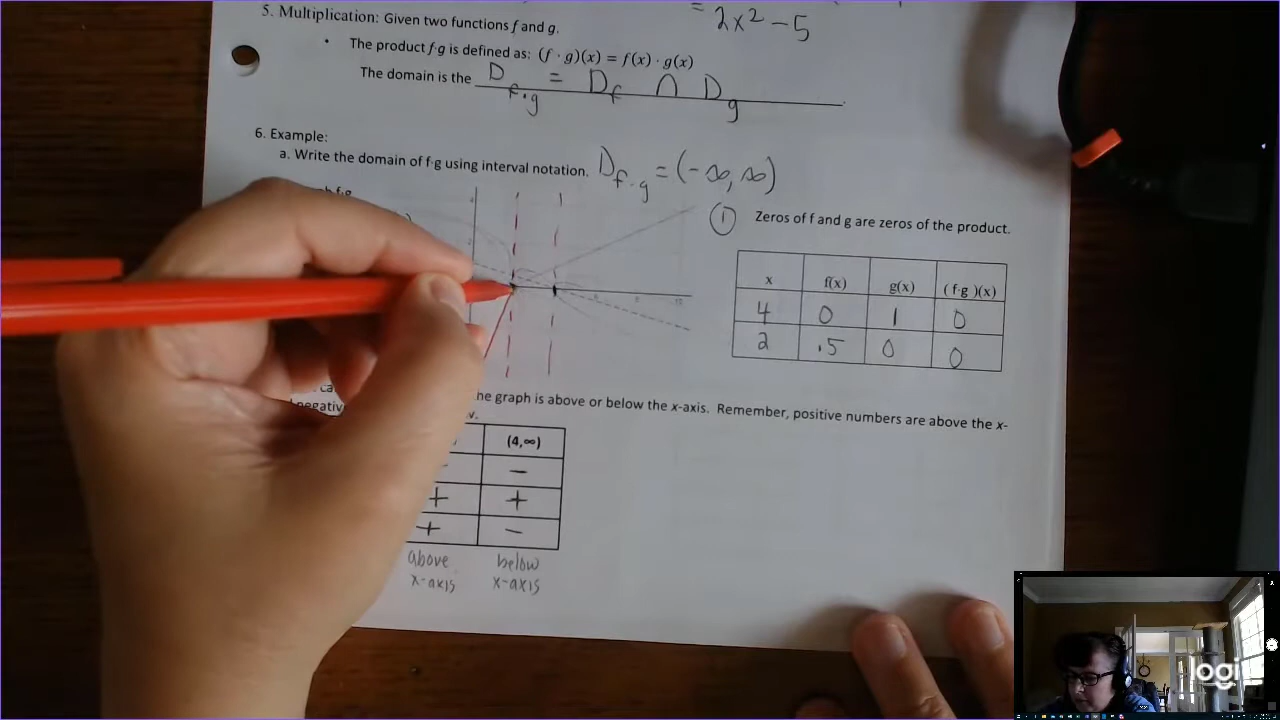 =
2x² - 5
5. Multiplication: Given two functions f and g.
• The product f·g is defined as: (f · g)(x) = f(x) · g(x)
The domain is the D f·g = D f ∩ D g
6. Example:
a. Write the domain of f·g using interval notation. D f·g = (-∞, ∞)
① Zeros of f and g are zeros of the product.
x f(x) g(x) (f·g)(x)
4 0 1 0
2 .5 0 0
the graph is above or below the x-axis. Remember, positive numbers are above the x-
negativ
(4,∞)
- −
+ +
+ −
above below
x-axis x-axis
logi